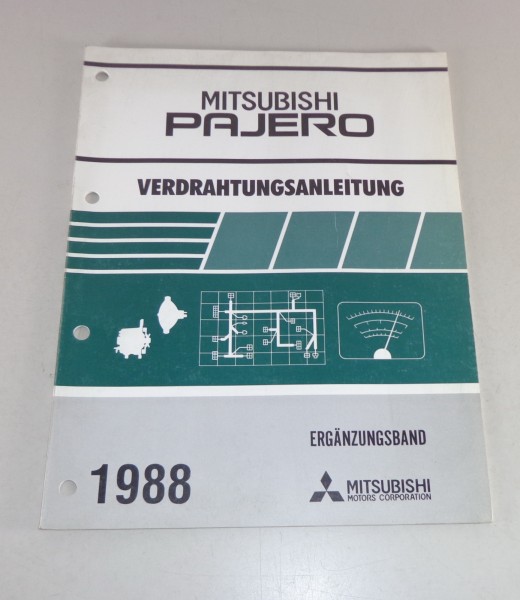 MITSUBISHI
PAJERO
VERDRAHTUNGSANLEITUNG
ERGÄNZUNGSBAND
1988
MITSUBISHI
MOTORS CORPORATION